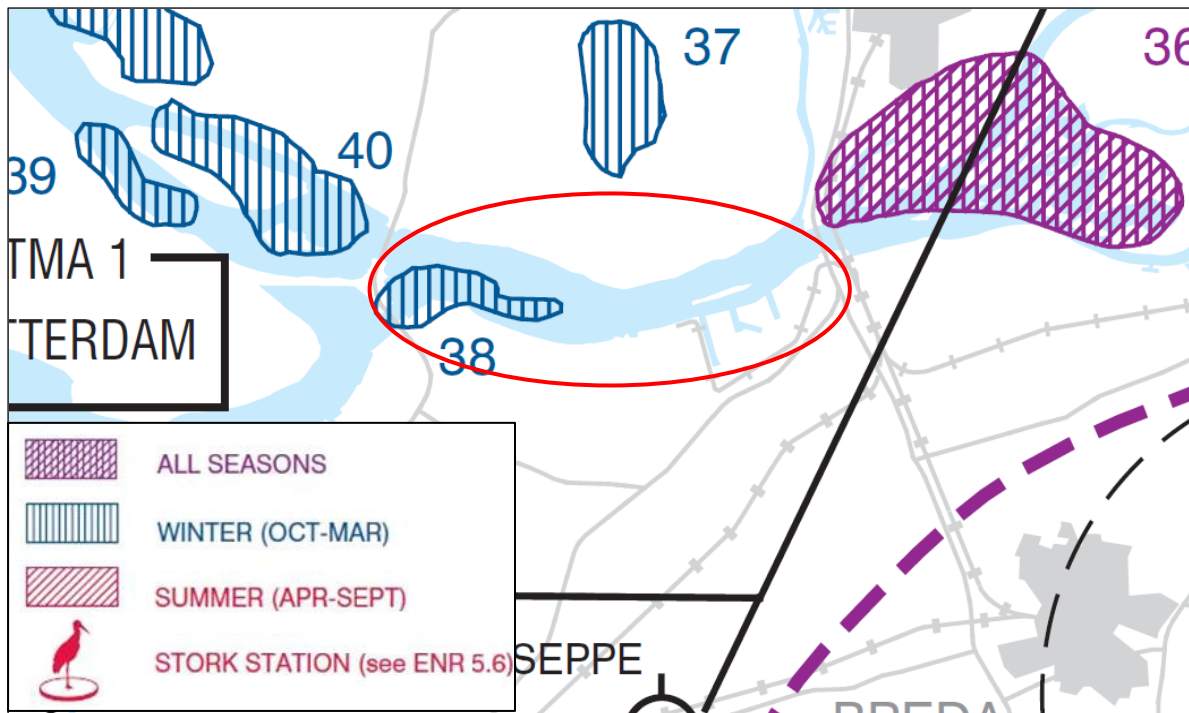 37
36
40
39
TMA 1
TTERDAM
38
ALL SEASONS
WINTER (OCT-MAR)
SUMMER (APR-SEPT)
STORK STATION (see ENR 5.6)
SEPPE
BREDA